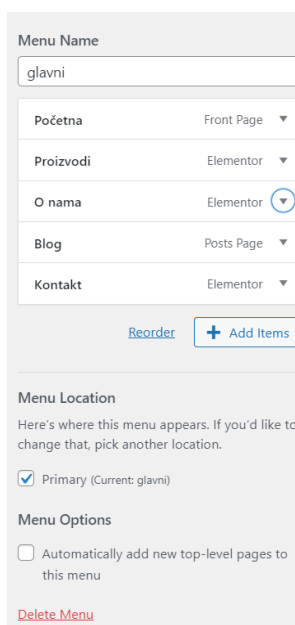 Menu Name
glavni
Početna Front Page
Proizvodi Elementor
O nama Elementor
Blog Posts Page
Kontakt Elementor
Reorder + Add Items
Menu Location
Here's where this menu appears. If you'd like to
change that, pick another location.
Primary (Current: glavni)
Menu Options
Automatically add new top-level pages to
this menu
Delete Menu